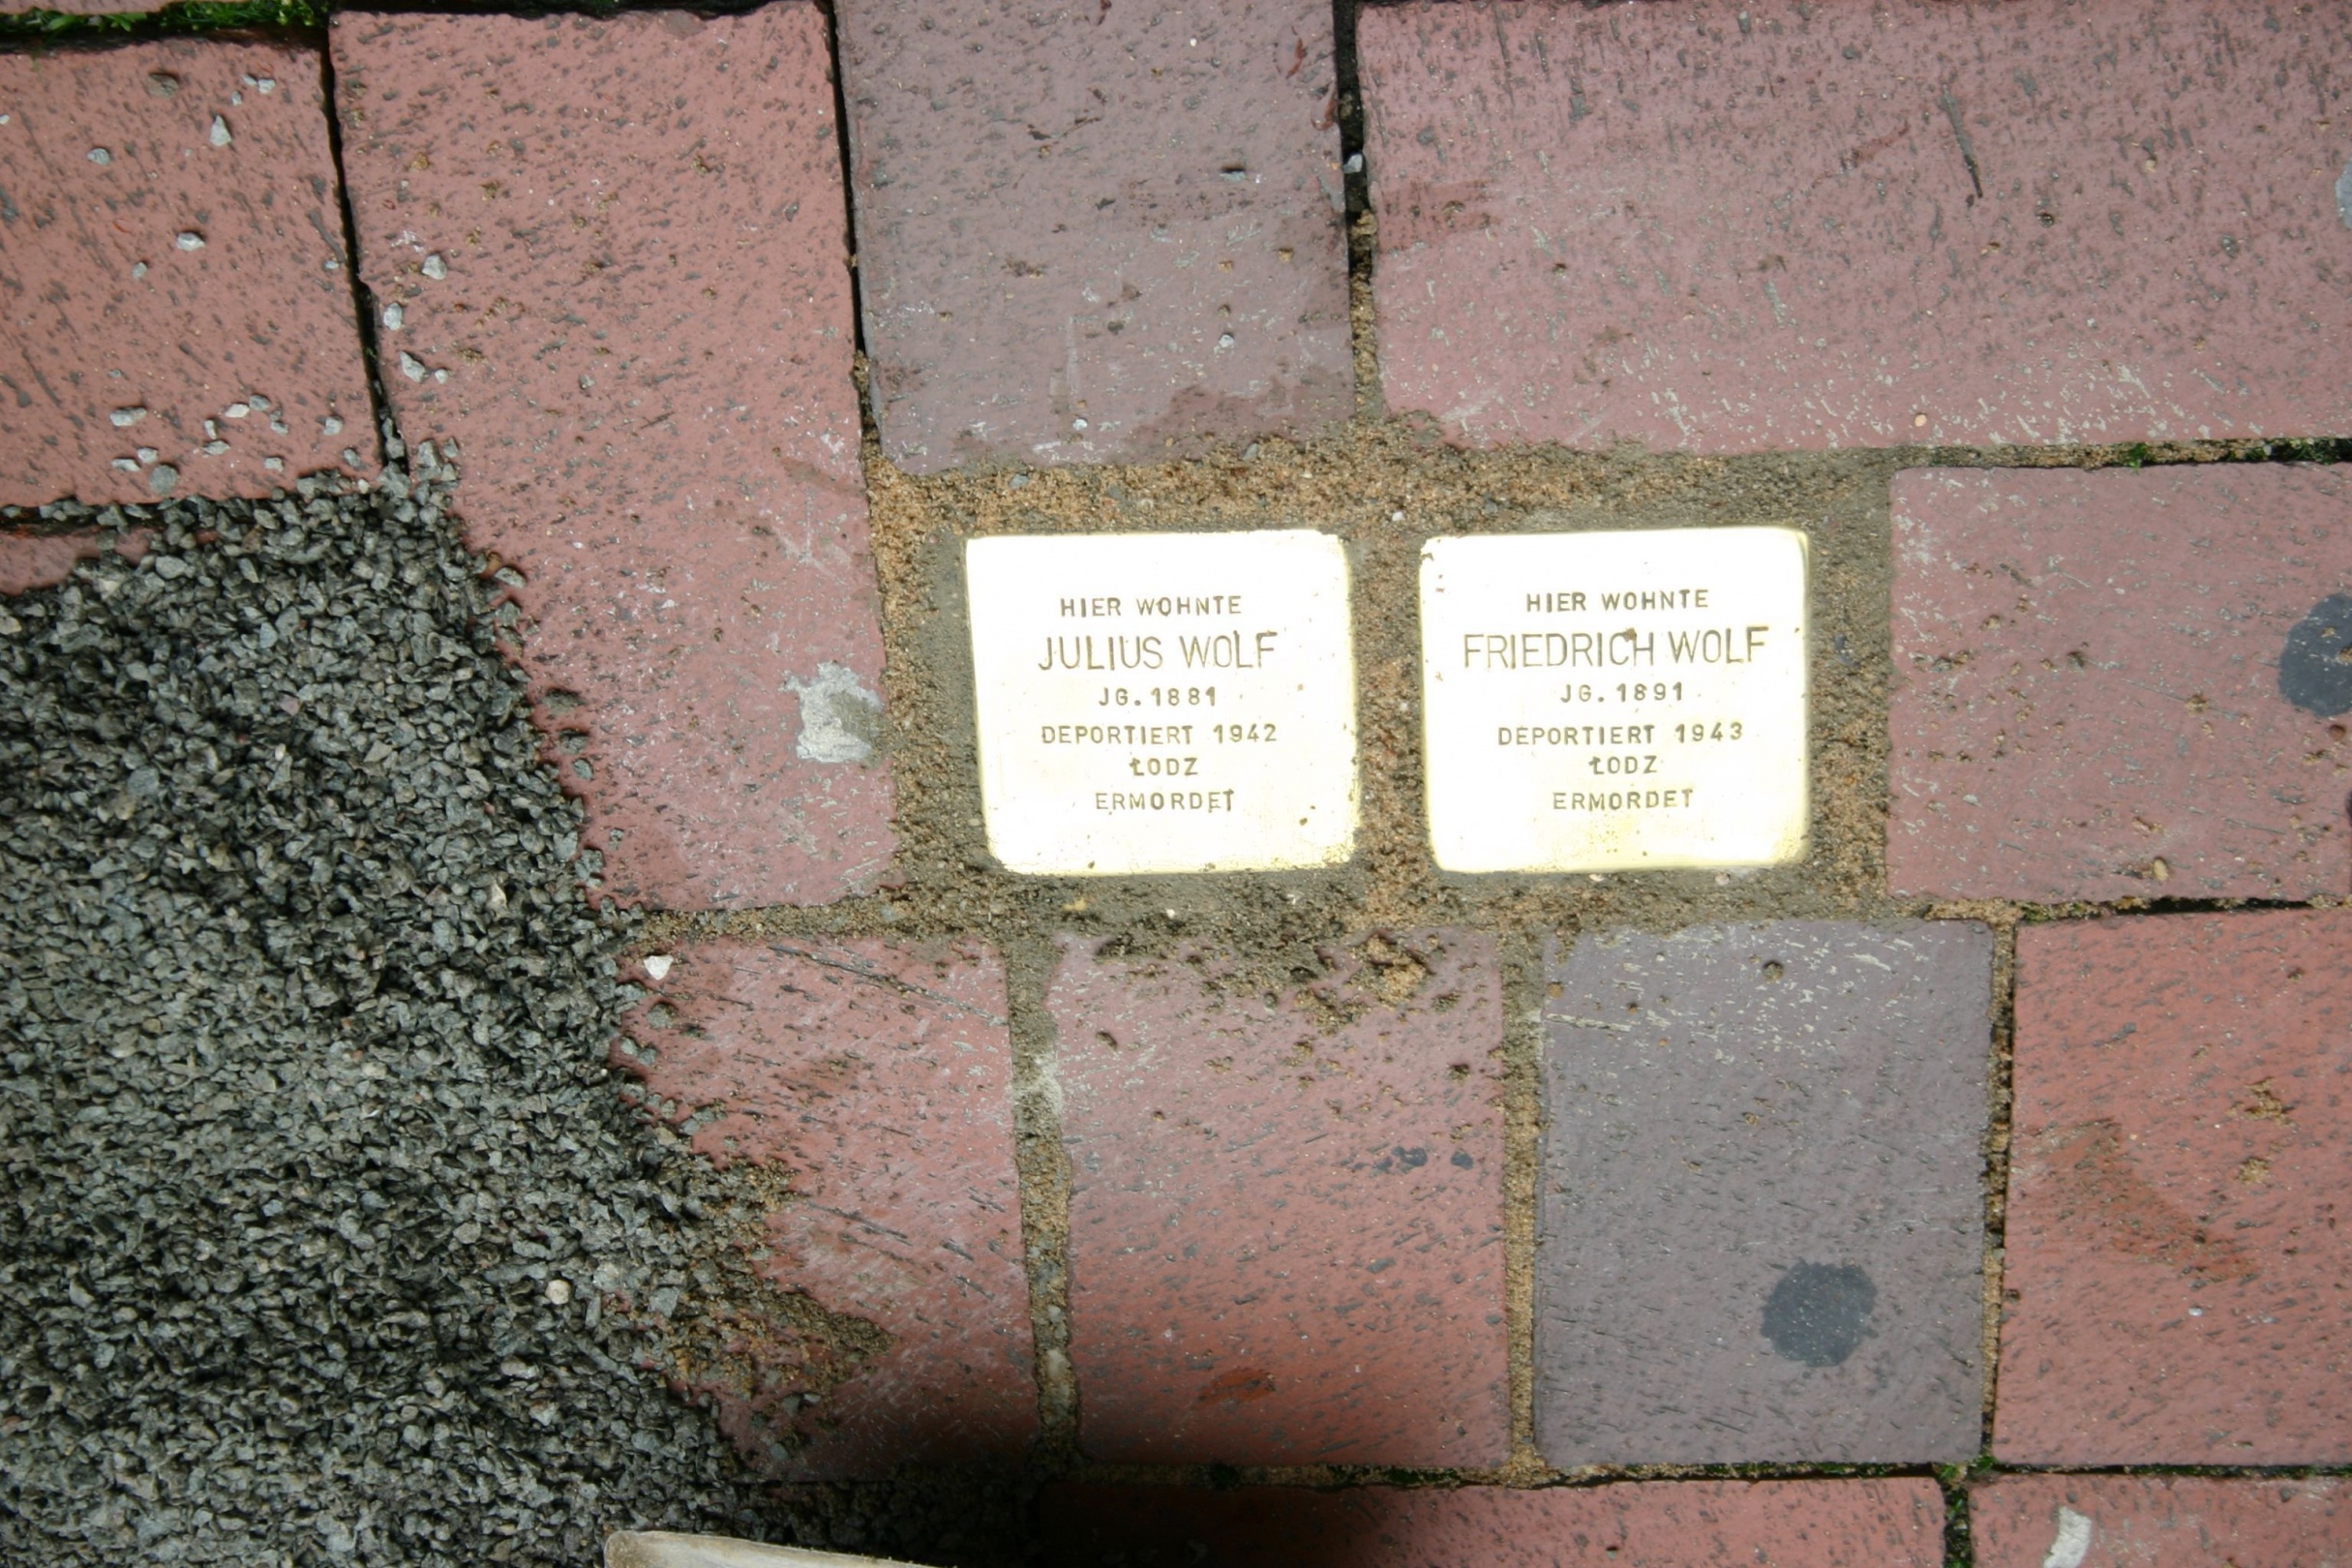 HIER WOHNTE
JULIUS WOLF
JG. 1881
DEPORTIERT 1942
ŁODZ
ERMORDET
HIER WOHNTE
FRIEDRICH WOLF
JG. 1891
DEPORTIERT 1943
ŁODZ
ERMORDET